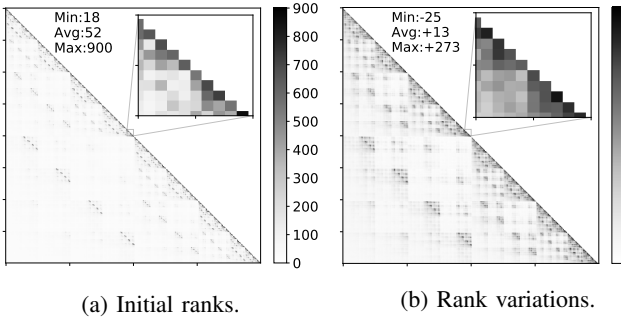 Min:18
Avg:52
Max:900
900
800
700
600
500
400
300
200
100
0
Min:-25
Avg:+13
Max:+273
(a) Initial ranks.
(b) Rank variations.